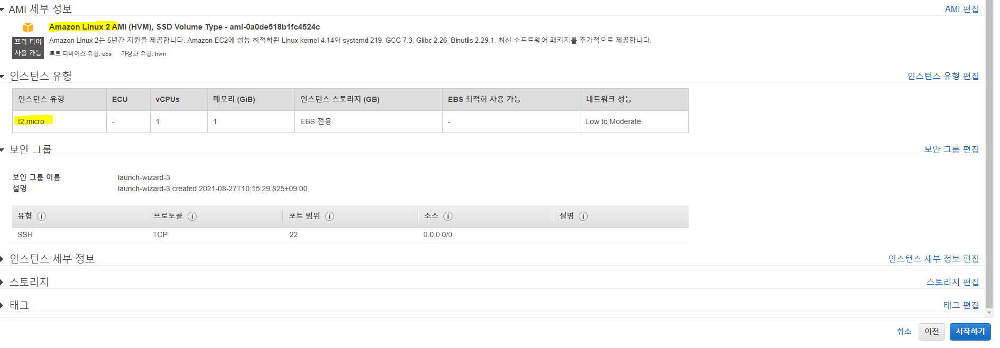 AMI 세부 정보 AMI 편집
Amazon Linux 2 AMI (HVM), SSD Volume Type - ami-0a0de518b1fc4524c
프리 티어 사용 가능
Amazon Linux 2는 5년간 지원을 제공합니다. Amazon EC2에 성능 최적화된 Linux kernel 4.14와 systemd 219, GCC 7.3, Glibc 2.26, Binutils 2.29.1, 최신 소프트웨어 패키지를 추가적으로 제공합니다.
루트 디바이스 유형: ebs 가상화 유형: hvm
인스턴스 유형 인스턴스 유형 편집
인스턴스 유형 ECU vCPUs 메모리 (GiB) 인스턴스 스토리지 (GB) EBS 최적화 사용 가능 네트워크 성능
t2.micro - 1 1 EBS 전용 - Low to Moderate
보안 그룹 보안 그룹 편집
보안 그룹 이름 launch-wizard-3
설명 launch-wizard-3 created 2021-08-27T10:15:29.825+09:00
유형 i 프로토콜 i 포트 범위 i 소스 i 설명 i
SSH TCP 22 0.0.0.0/0
인스턴스 세부 정보 인스턴스 세부 정보 편집
스토리지 스토리지 편집
태그 태그 편집
취소 이전 시작하기